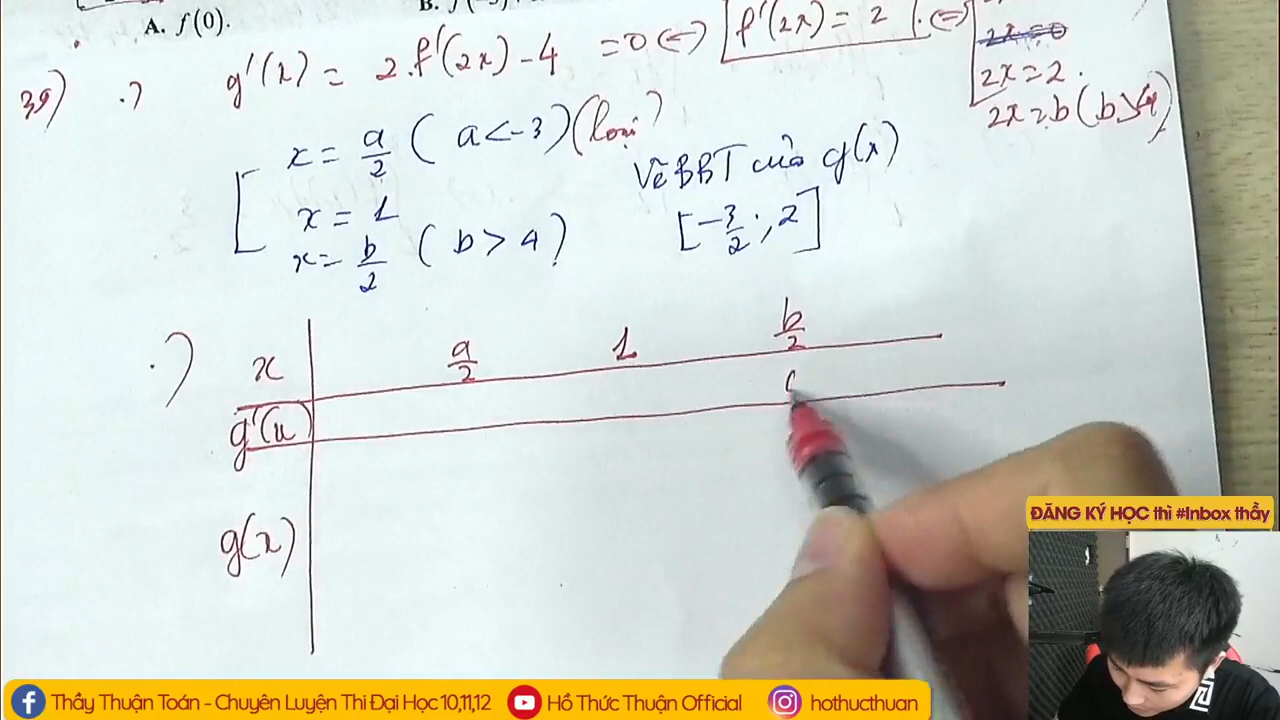 A. f(0).
39) .) g'(x) = 2.f'(2x) - 4 = 0 <=> [f'(2x) = 2 . <=>
2x = 0
2x = 2 .
2x = b (b > 4)
x = a/2 (a < -3) (loại)
x = 1
x = b/2 (b > 4)
Vẽ BBT của g(x)
[-3/2 ; 2]
.)
x a/2 1 b/2
g'(x)
g(x)
ĐĂNG KÝ HỌC thì #Inbox thầy
Thầy Thuận Toán - Chuyên Luyện Thi Đại Học 10,11,12
Hồ Thức Thuận Official
hothucthuan